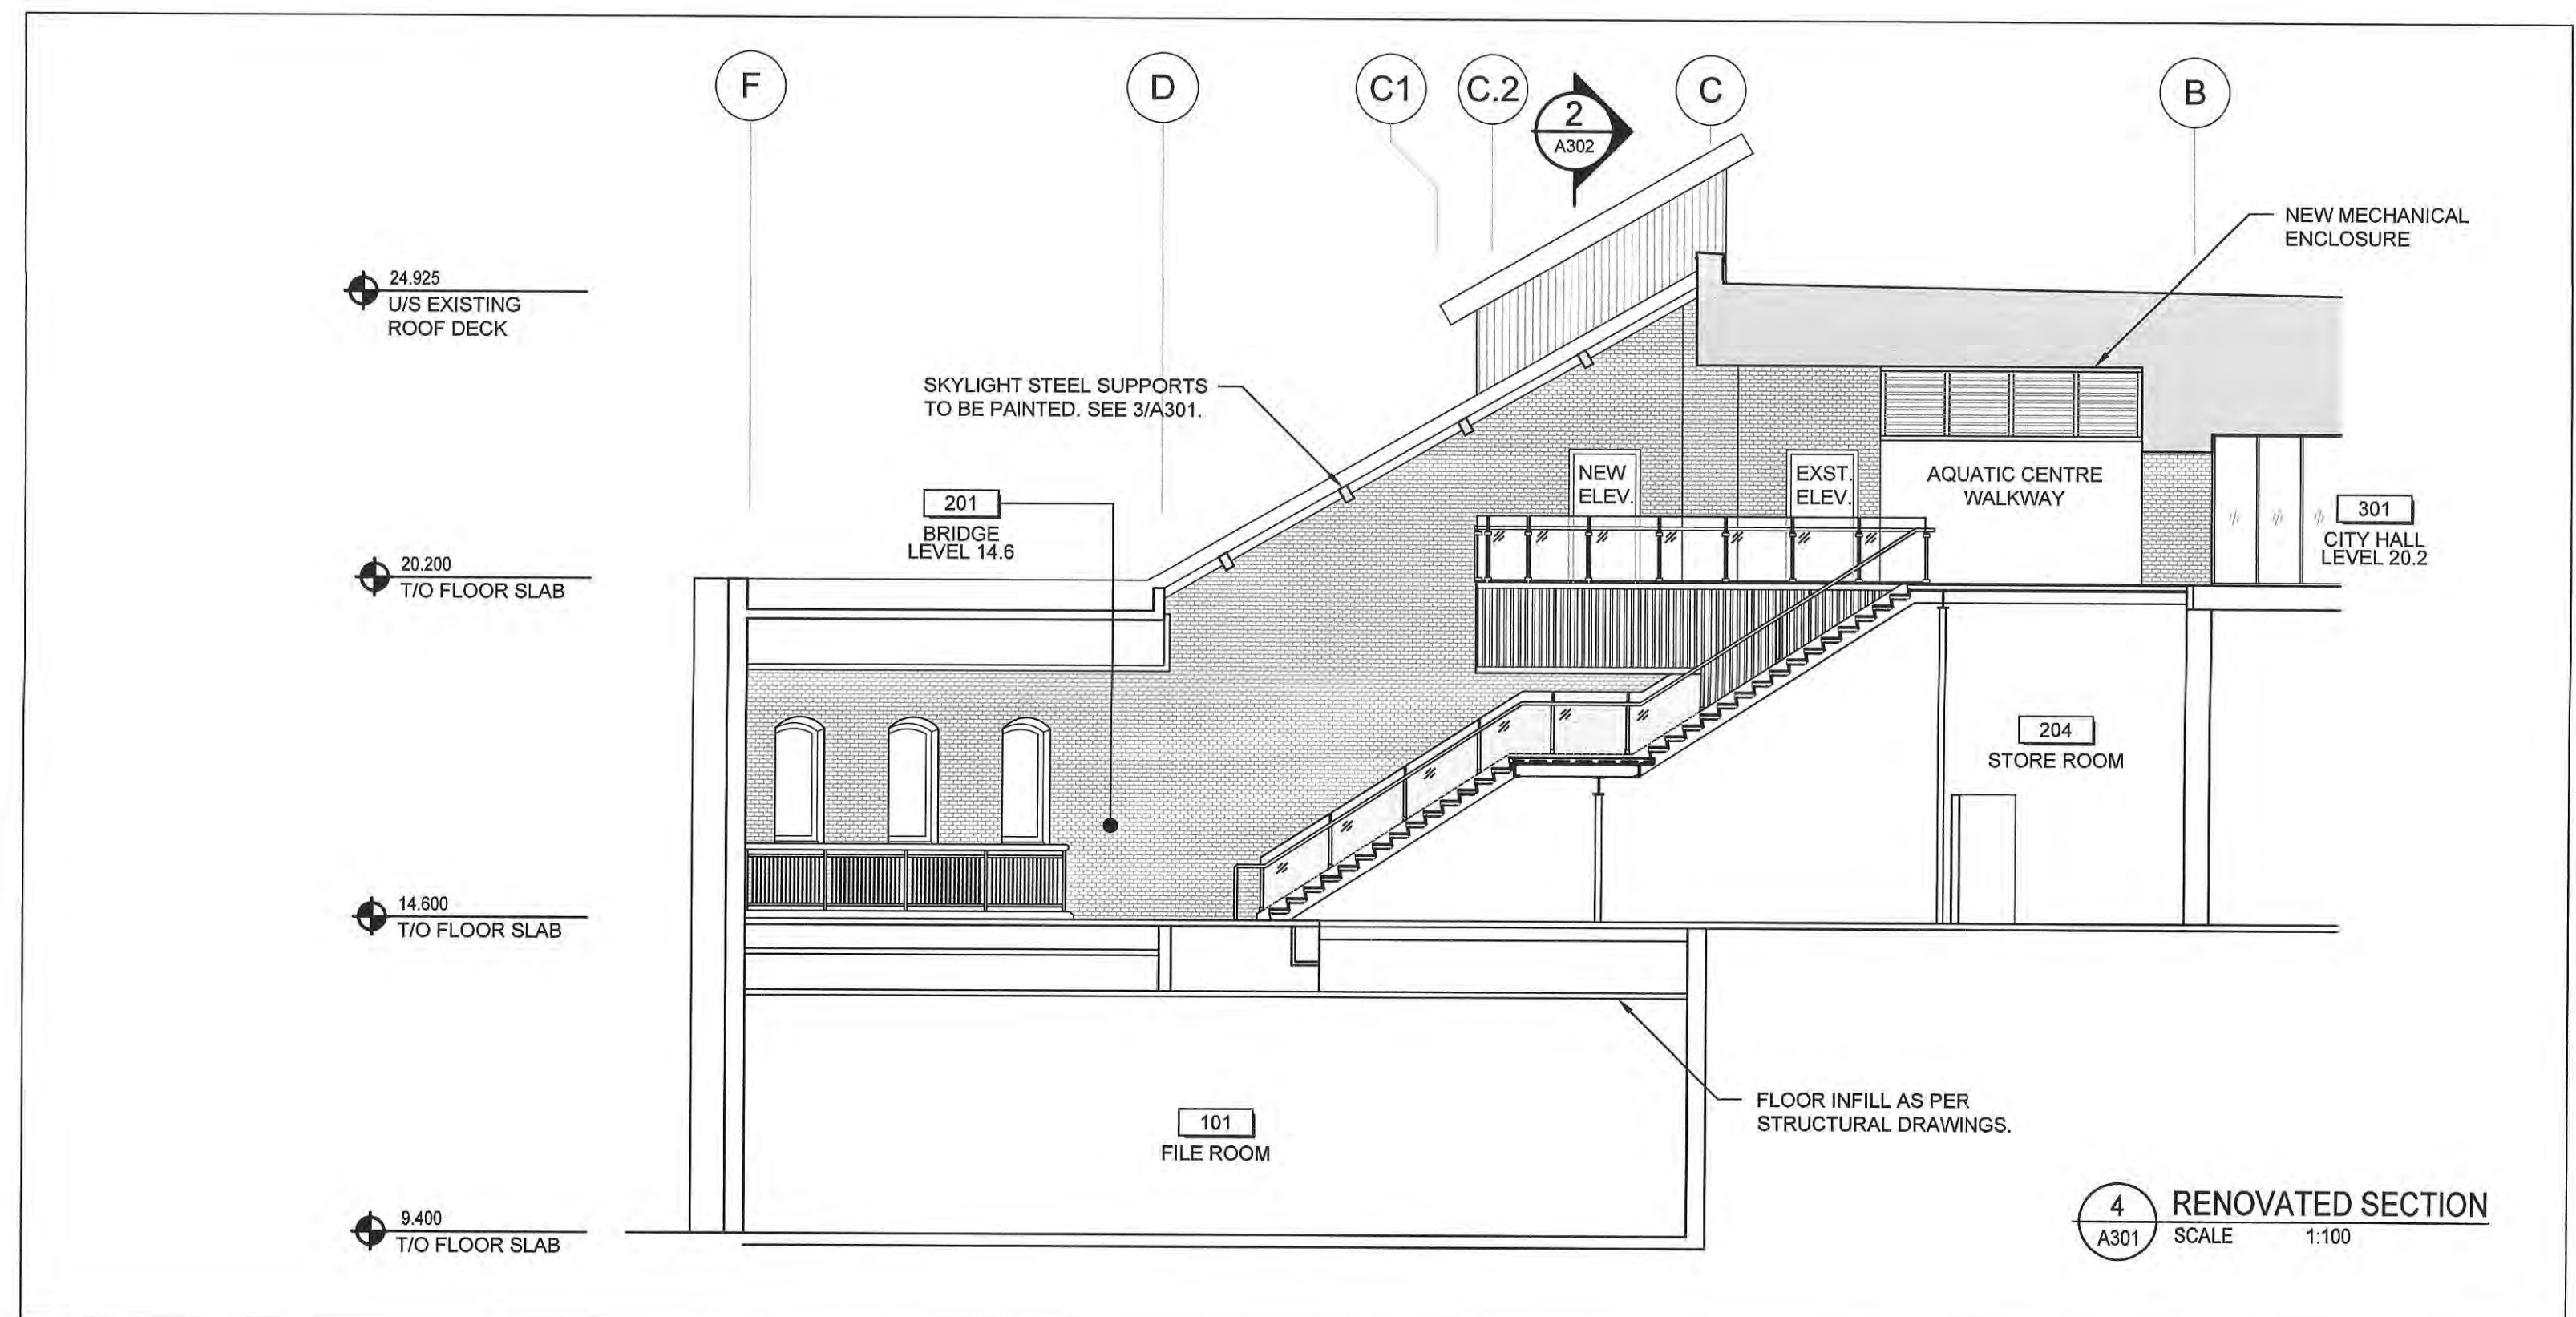 F
D
C1
C.2
C
B
2
A302
NEW MECHANICAL
ENCLOSURE
24.925
U/S EXISTING
ROOF DECK
SKYLIGHT STEEL SUPPORTS
TO BE PAINTED. SEE 3/A301.
NEW
ELEV.
EXST.
ELEV.
AQUATIC CENTRE
WALKWAY
201
BRIDGE
LEVEL 14.6
301
CITY HALL
LEVEL 20.2
20.200
T/O FLOOR SLAB
204
STORE ROOM
14.600
T/O FLOOR SLAB
FLOOR INFILL AS PER
STRUCTURAL DRAWINGS.
101
FILE ROOM
9.400
T/O FLOOR SLAB
4
A301
RENOVATED SECTION
SCALE 1:100